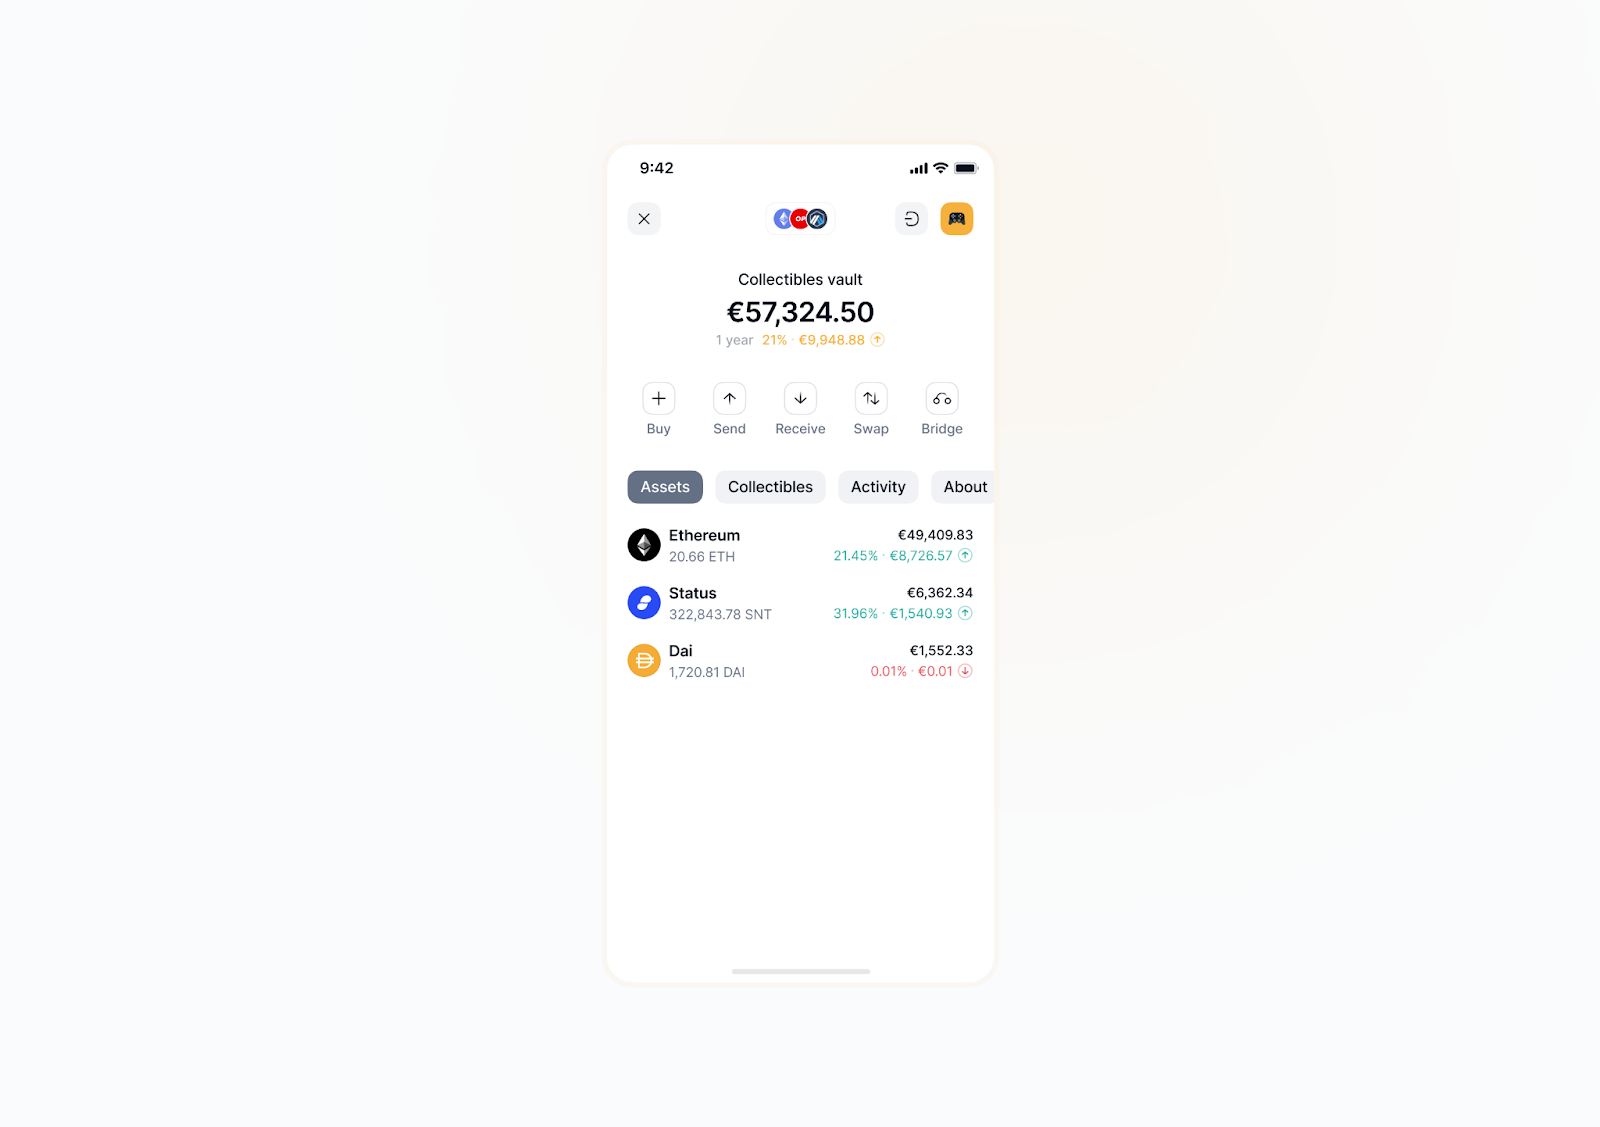 9:42
OP
Collectibles vault
€57,324.50
1 year 21% · €9,948.88
Buy Send Receive Swap Bridge
Assets Collectibles Activity About
Ethereum €49,409.83
20.66 ETH 21.45% · €8,726.57
Status €6,362.34
322,843.78 SNT 31.96% · €1,540.93
Dai €1,552.33
1,720.81 DAI 0.01% · €0.01